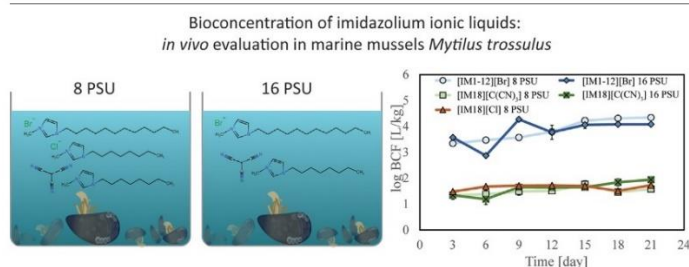 Bioconcentration of imidazolium ionic liquids:
in vivo evaluation in marine mussels Mytilus trossulus
8 PSU
16 PSU
Br⁻
Cl⁻
Br⁻
[IM1-12][Br] 8 PSU
[IM1-12][Br] 16 PSU
[IM18][C(CN)₃] 8 PSU
[IM18][C(CN)₃] 16 PSU
[IM18][Cl] 8 PSU
log BCF [L/kg]
6
5
4
3
2
1
0
0 3 6 9 12 15 18 21 24
Time [day]